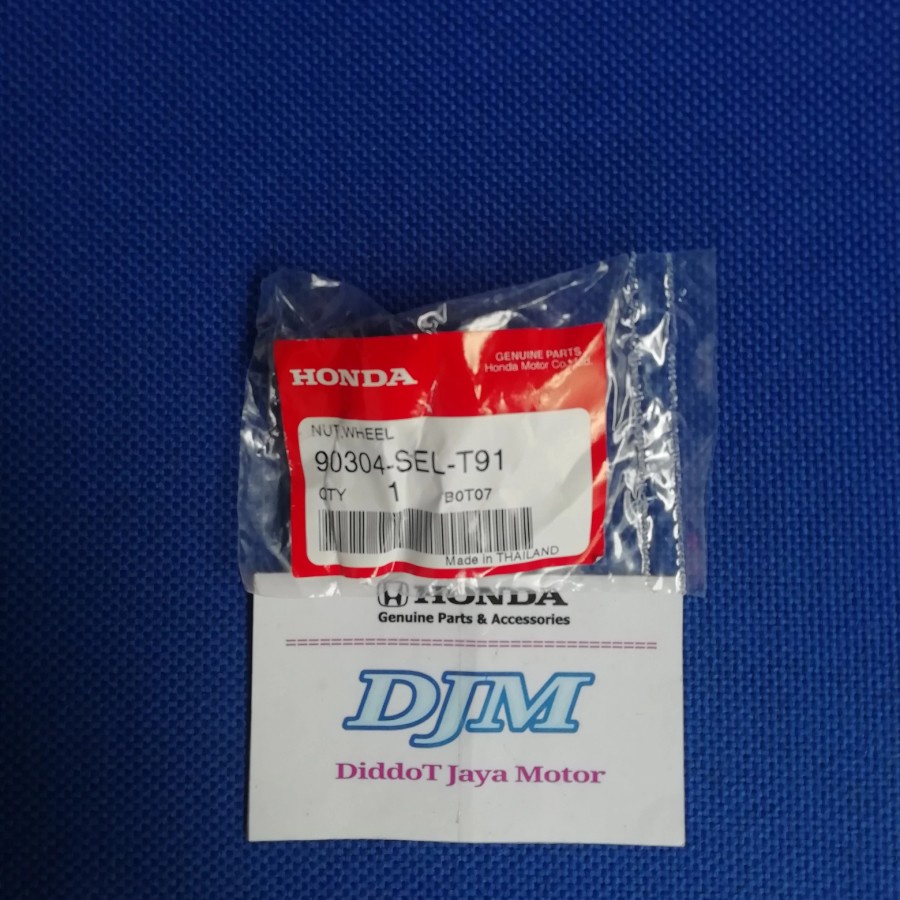 HONDA
GENUINE PARTS
Honda Motor Co., Ltd.
NUT,WHEEL
90304-SEL-T91
QTY 1 B0T07
Made in THAILAND
HONDA
Genuine Parts & Accessories
DJM
DiddoT Jaya Motor